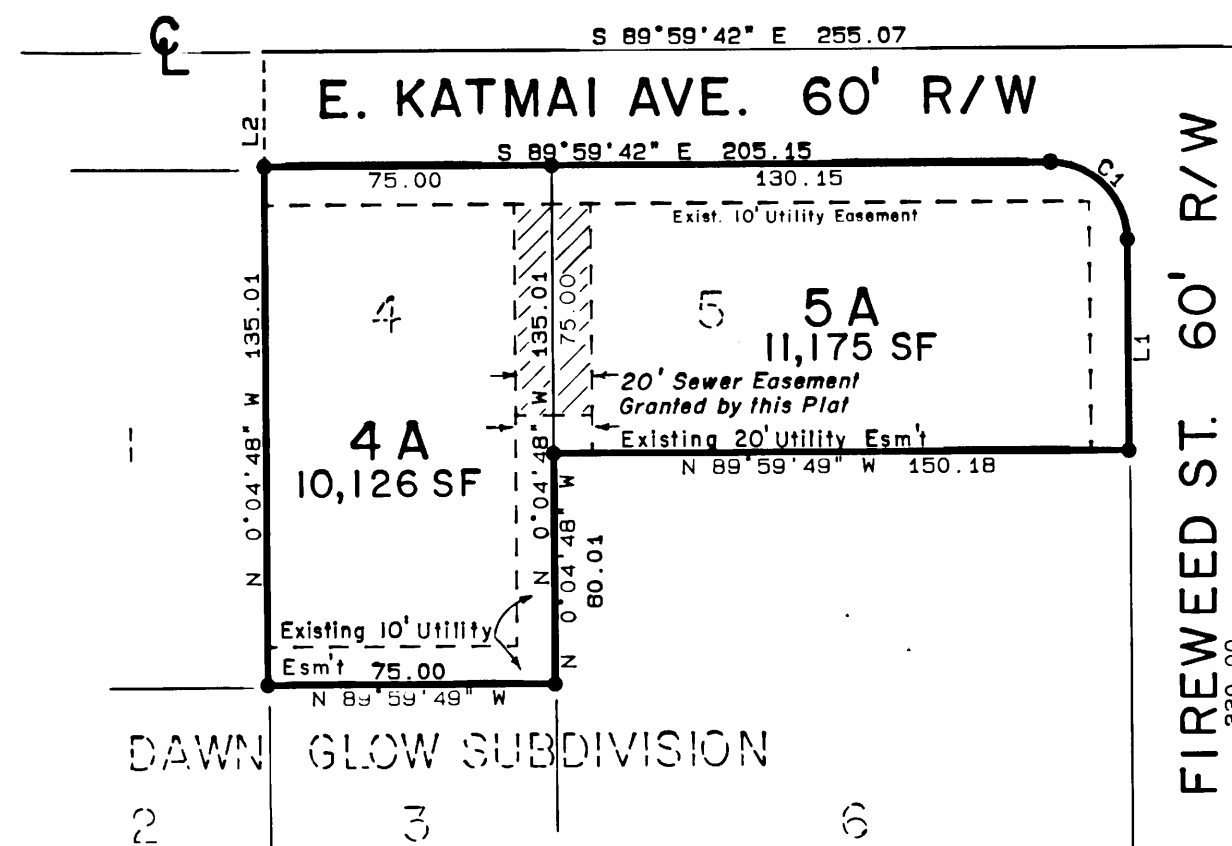 ℄
S 89°59'42" E 255.07
E. KATMAI AVE. 60' R/W
L2
S 89°59'42" E 205.15
75.00
130.15
C1
Exist. 10' Utility Easement
4
5
5 A
11,175 SF
N 0°04'48" W 135.01
N 0°04'48" W 135.01
75.00
L1
FIREWEED ST. 60' R/W
20' Sewer Easement
Granted by this Plat
1
4 A
10,126 SF
Existing 20' Utility Esm't
N 89°59'49" W 150.18
N 0°04'48" W
80.01
Existing 10' Utility
Esm't
75.00
N 89°59'49" W
DAWN GLOW SUBDIVISION
2
3
6